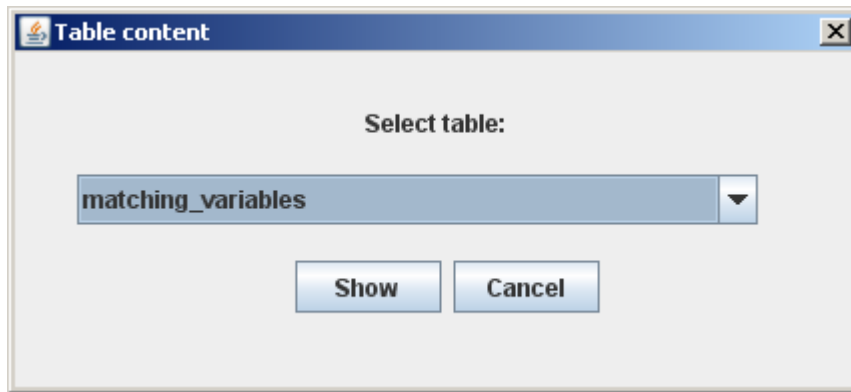 Table content
Select table:
matching_variables
Show Cancel